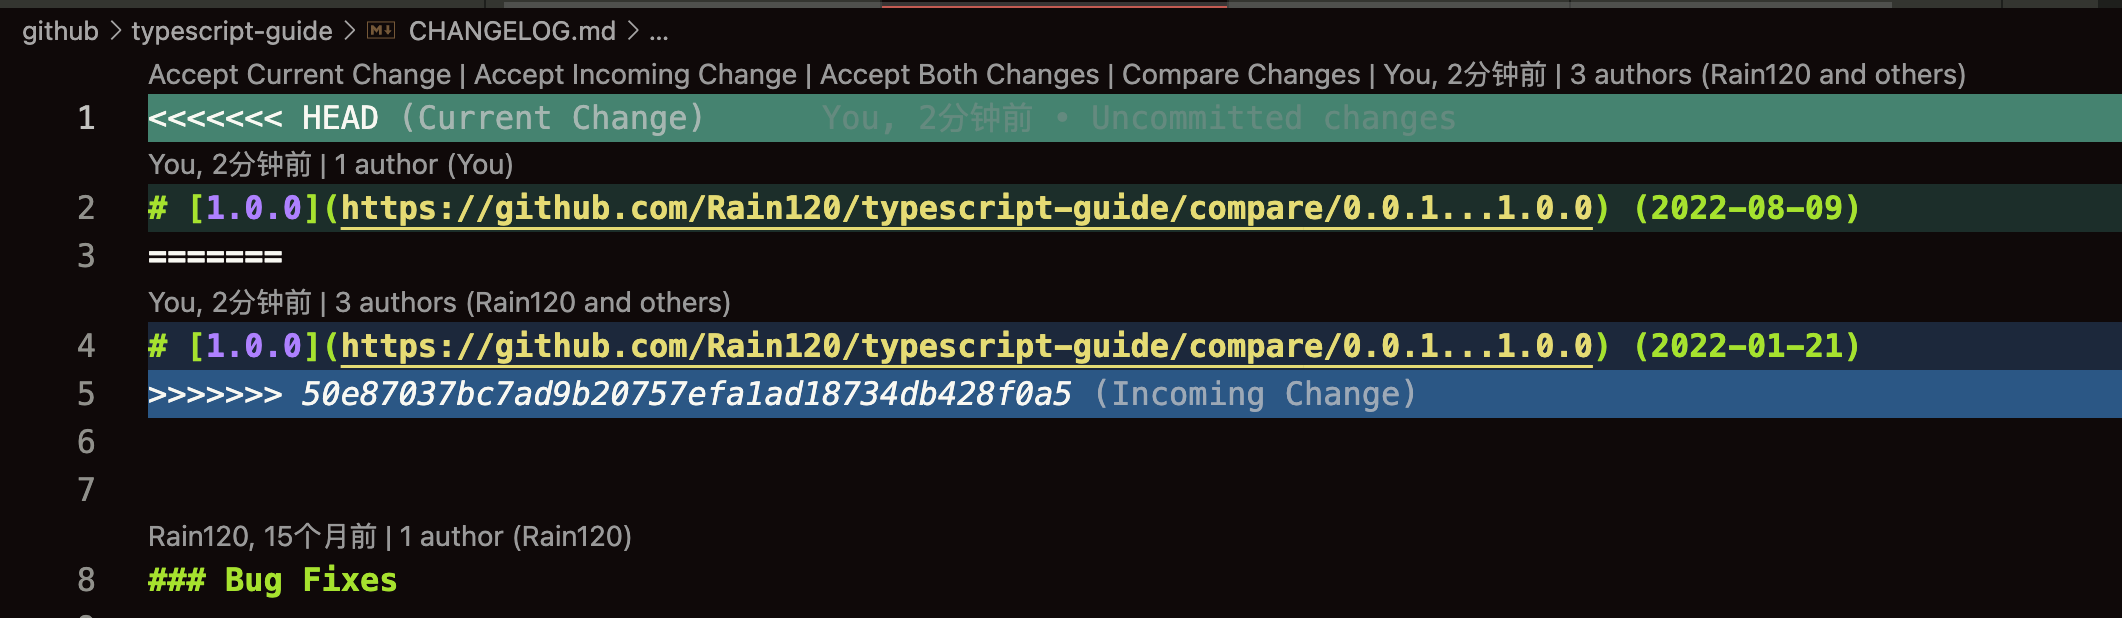 github > typescript-guide > M↓ CHANGELOG.md > ...
Accept Current Change | Accept Incoming Change | Accept Both Changes | Compare Changes | You, 2分钟前 | 3 authors (Rain120 and others)
1 <<<<<<< HEAD (Current Change) You, 2分钟前 • Uncommitted changes
You, 2分钟前 | 1 author (You)
2 # [1.0.0](https://github.com/Rain120/typescript-guide/compare/0.0.1...1.0.0) (2022-08-09)
3 =======
You, 2分钟前 | 3 authors (Rain120 and others)
4 # [1.0.0](https://github.com/Rain120/typescript-guide/compare/0.0.1...1.0.0) (2022-01-21)
5 >>>>>>> 50e87037bc7ad9b20757efa1ad18734db428f0a5 (Incoming Change)
6
7
Rain120, 15个月前 | 1 author (Rain120)
8 ### Bug Fixes